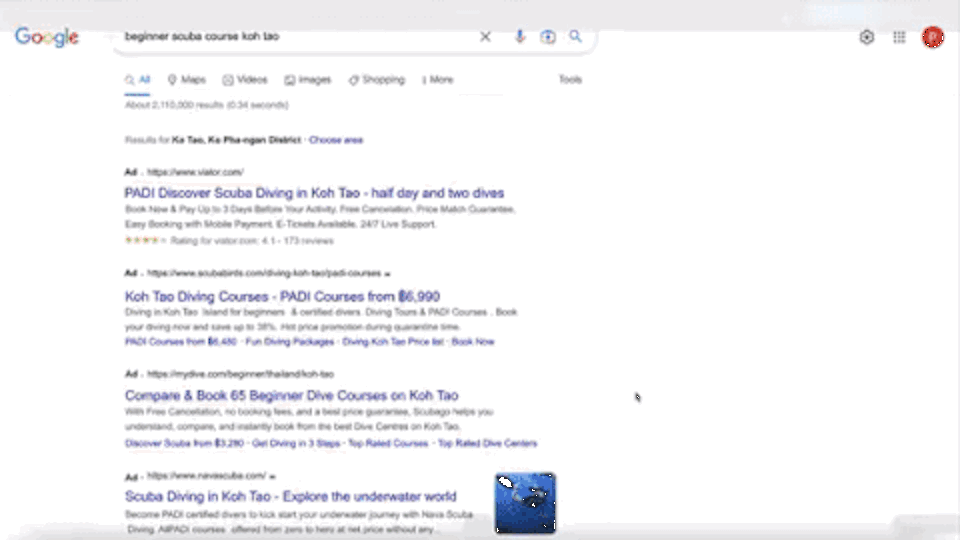 Google
beginner scuba course koh tao
All Maps Videos Images Shopping More Tools
About 2,110,000 results (0.34 seconds)
Results for Ko Tao, Ko Pha-ngan District · Choose area
Ad · https://www.viator.com/
PADI Discover Scuba Diving in Koh Tao - half day and two dives
Book Now & Pay Up to 3 Days Before Your Activity. Free Cancelation. Price Match Guarantee.
Easy Booking with Mobile Payment. E-Tickets Available. 24/7 Live Support.
Rating for viator.com: 4.1 - 173 reviews
Ad · https://www.scubabirds.com/diving-koh-tao/padi-courses
Koh Tao Diving Courses - PADI Courses from ฿6,990
Diving in Koh Tao Island for beginners & certified divers. Diving Tours & PADI Courses . Book
your diving now and save up to 38%. Hot price promotion during quarantine time.
PADI Courses from ฿6,480 · Fun Diving Packages · Diving Koh Tao Price list · Book Now
Ad · https://mydive.com/beginner/thailand/koh-tao
Compare & Book 65 Beginner Dive Courses on Koh Tao
With Free Cancellation, no booking fees, and a best price guarantee, Scubago helps you
understand, compare, and instantly book from the best Dive Centres on Koh Tao.
Discover Scuba from ฿3,280 · Get Diving in 3 Steps · Top Rated Courses · Top Rated Dive Centers
Ad · https://www.navascuba.com/
Scuba Diving in Koh Tao - Explore the underwater world
Become PADI certified divers to kick start your underwater journey with Nava Scuba
Diving. AllPADI courses offered from zero to hero at net price without any...